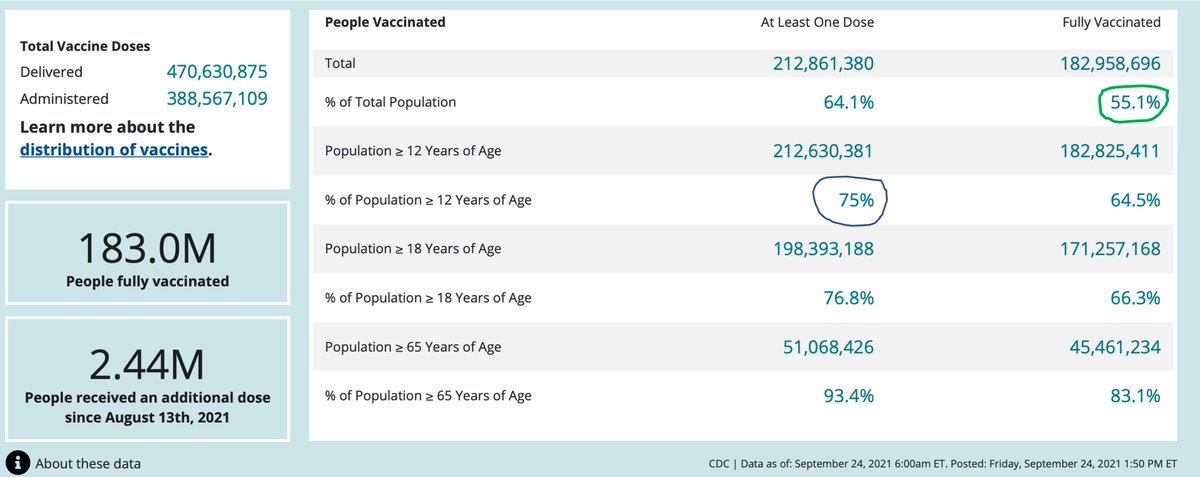 Total Vaccine Doses
Delivered 470,630,875
Administered 388,567,109
Learn more about the
distribution of vaccines.
183.0M
People fully vaccinated
2.44M
People received an additional dose
since August 13th, 2021
People Vaccinated At Least One Dose Fully Vaccinated
Total 212,861,380 182,958,696
% of Total Population 64.1% 55.1%
Population ≥ 12 Years of Age 212,630,381 182,825,411
% of Population ≥ 12 Years of Age 75% 64.5%
Population ≥ 18 Years of Age 198,393,188 171,257,168
% of Population ≥ 18 Years of Age 76.8% 66.3%
Population ≥ 65 Years of Age 51,068,426 45,461,234
% of Population ≥ 65 Years of Age 93.4% 83.1%
i About these data
CDC | Data as of: September 24, 2021 6:00am ET. Posted: Friday, September 24, 2021 1:50 PM ET